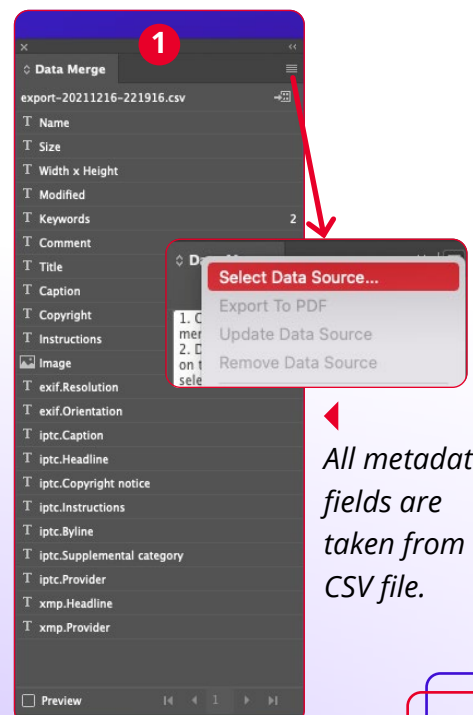 1
Data Merge
export-20211216-221916.csv
Name
Size
Width x Height
Modified
Keywords 2
Comment
Title
Caption
Copyright
Instructions
Image
exif.Resolution
exif.Orientation
iptc.Caption
iptc.Headline
iptc.Copyright notice
iptc.Instructions
iptc.Byline
iptc.Supplemental category
iptc.Provider
xmp.Headline
xmp.Provider
Preview 1
Select Data Source...
Export To PDF
Update Data Source
Remove Data Source
1.
2.
on
All metadat
fields are
taken from
CSV file.